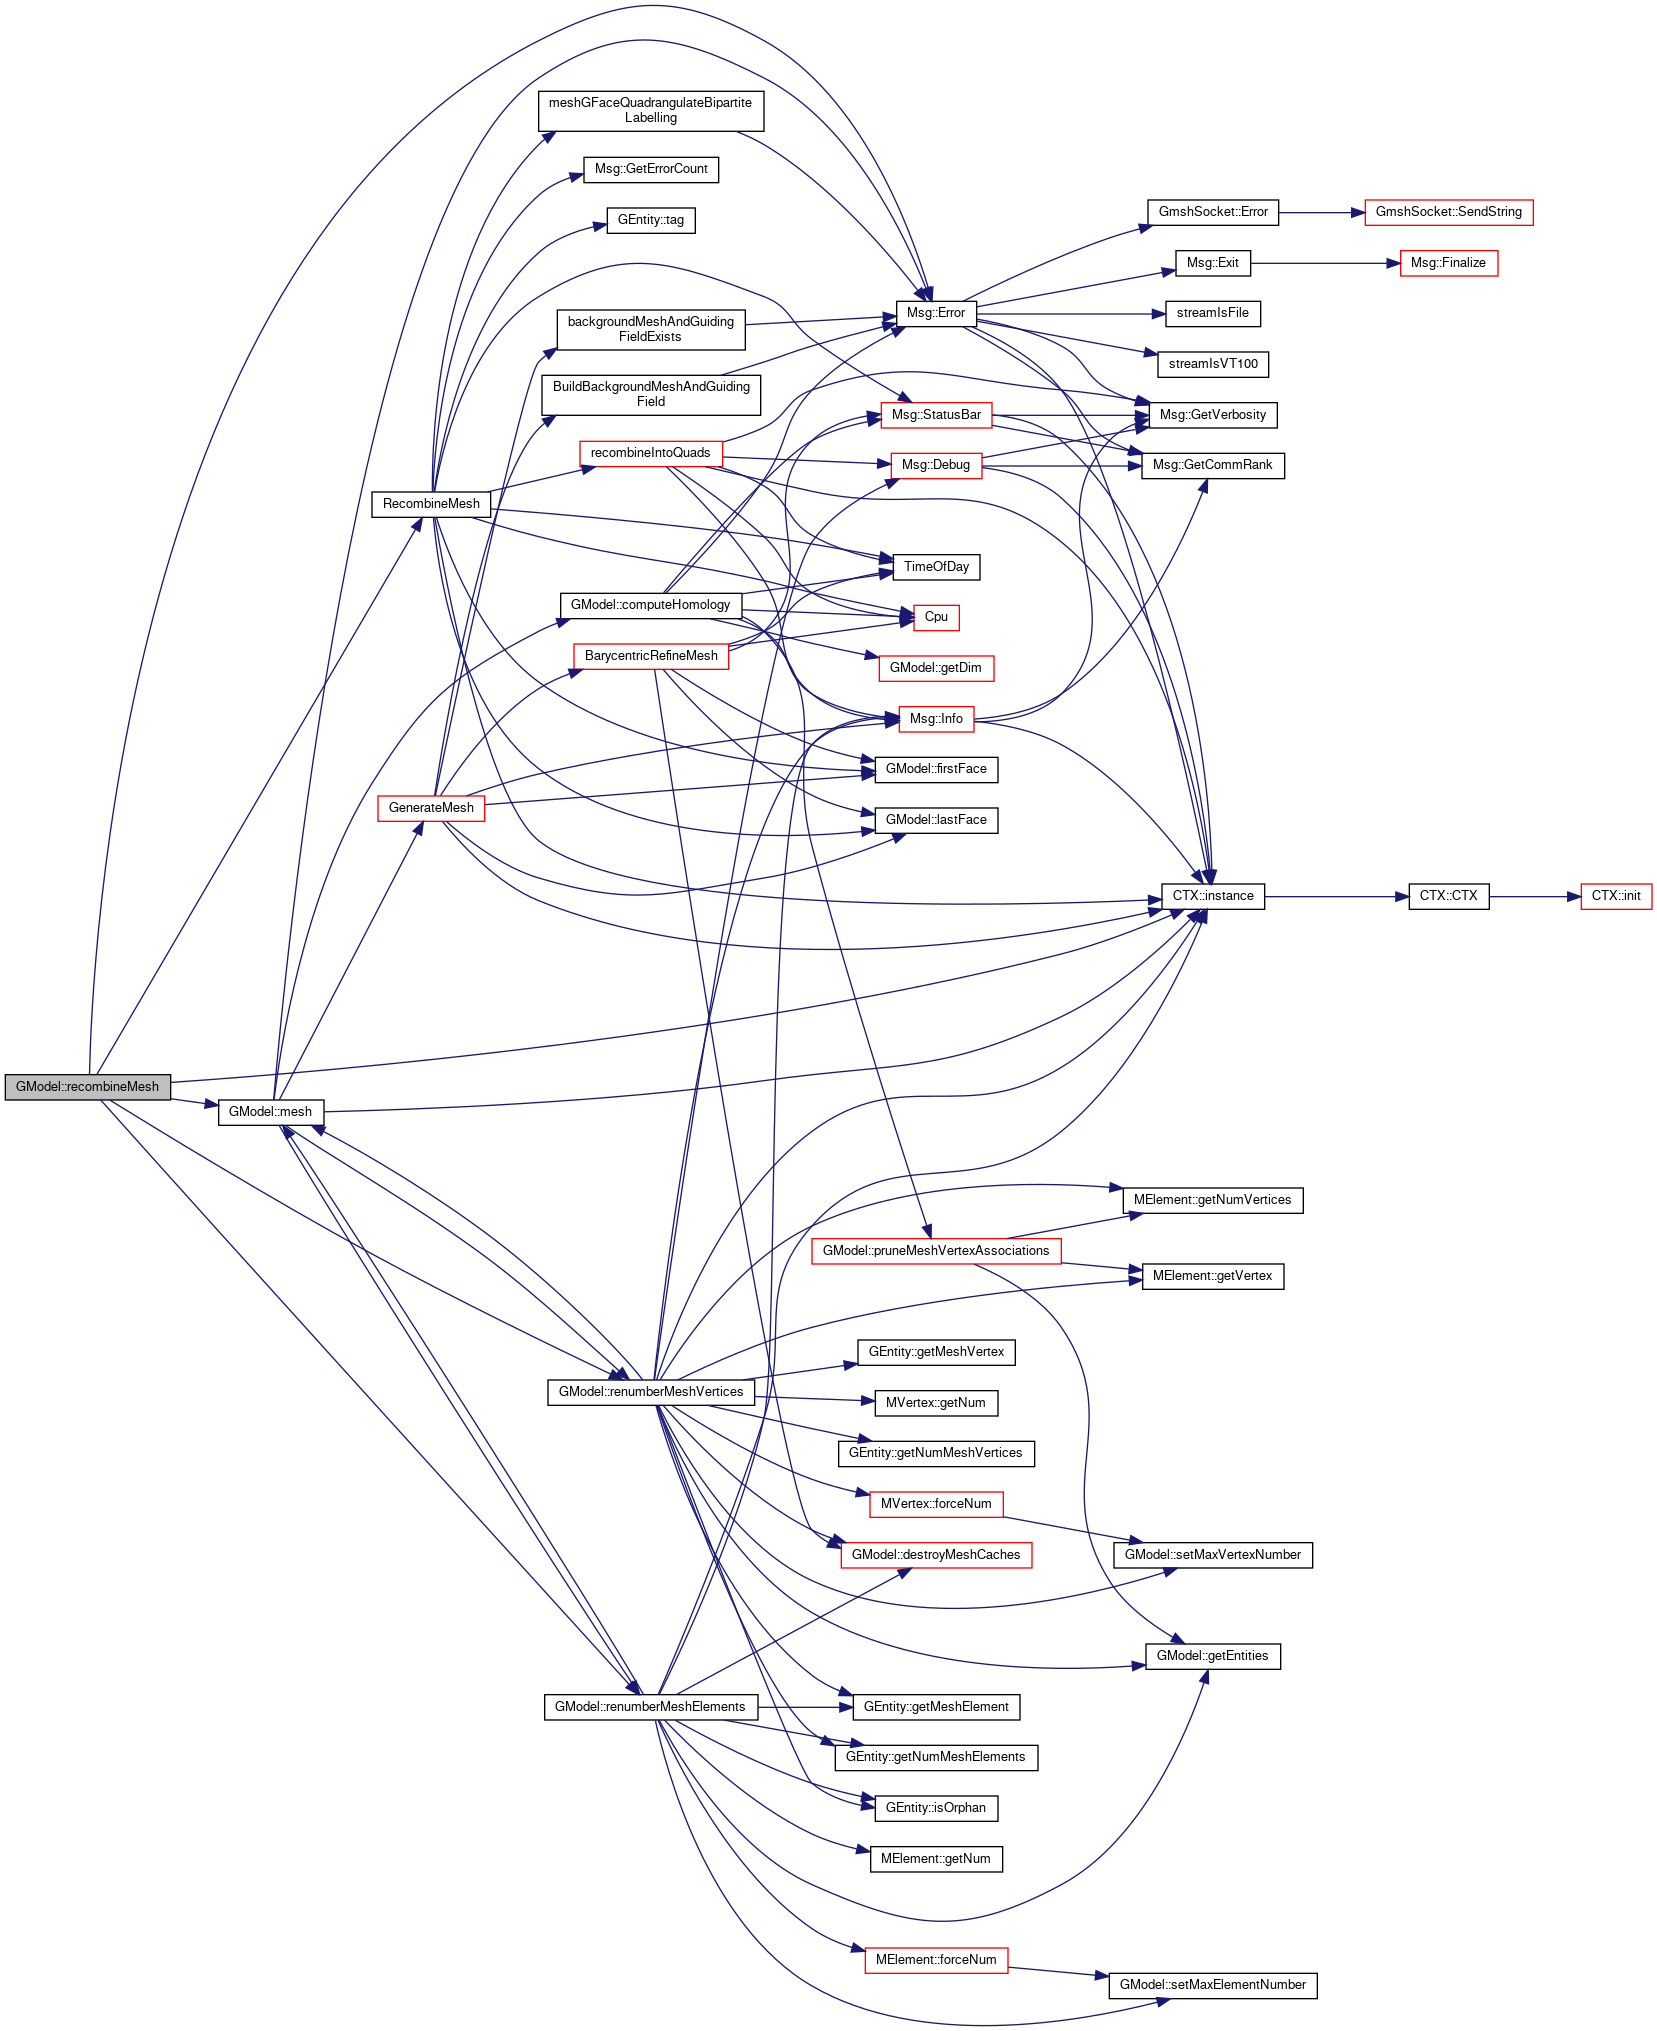 meshGFaceQuadrangulateBipartite
Labelling
Msg::GetErrorCount
GEntity::tag
GmshSocket::Error
GmshSocket::SendString
Msg::Exit
Msg::Finalize
backgroundMeshAndGuiding
FieldExists
Msg::Error
streamIsFile
streamIsVT100
BuildBackgroundMeshAndGuiding
Field
Msg::StatusBar
Msg::GetVerbosity
recombineIntoQuads
Msg::Debug
Msg::GetCommRank
RecombineMesh
TimeOfDay
GModel::computeHomology
Cpu
BarycentricRefineMesh
GModel::getDim
Msg::Info
GModel::firstFace
GenerateMesh
GModel::lastFace
CTX::instance
CTX::CTX
CTX::init
GModel::recombineMesh
GModel::mesh
MElement::getNumVertices
GModel::pruneMeshVertexAssociations
MElement::getVertex
GEntity::getMeshVertex
GModel::renumberMeshVertices
MVertex::getNum
GEntity::getNumMeshVertices
MVertex::forceNum
GModel::destroyMeshCaches
GModel::setMaxVertexNumber
GModel::getEntities
GModel::renumberMeshElements
GEntity::getMeshElement
GEntity::getNumMeshElements
GEntity::isOrphan
MElement::getNum
MElement::forceNum
GModel::setMaxElementNumber